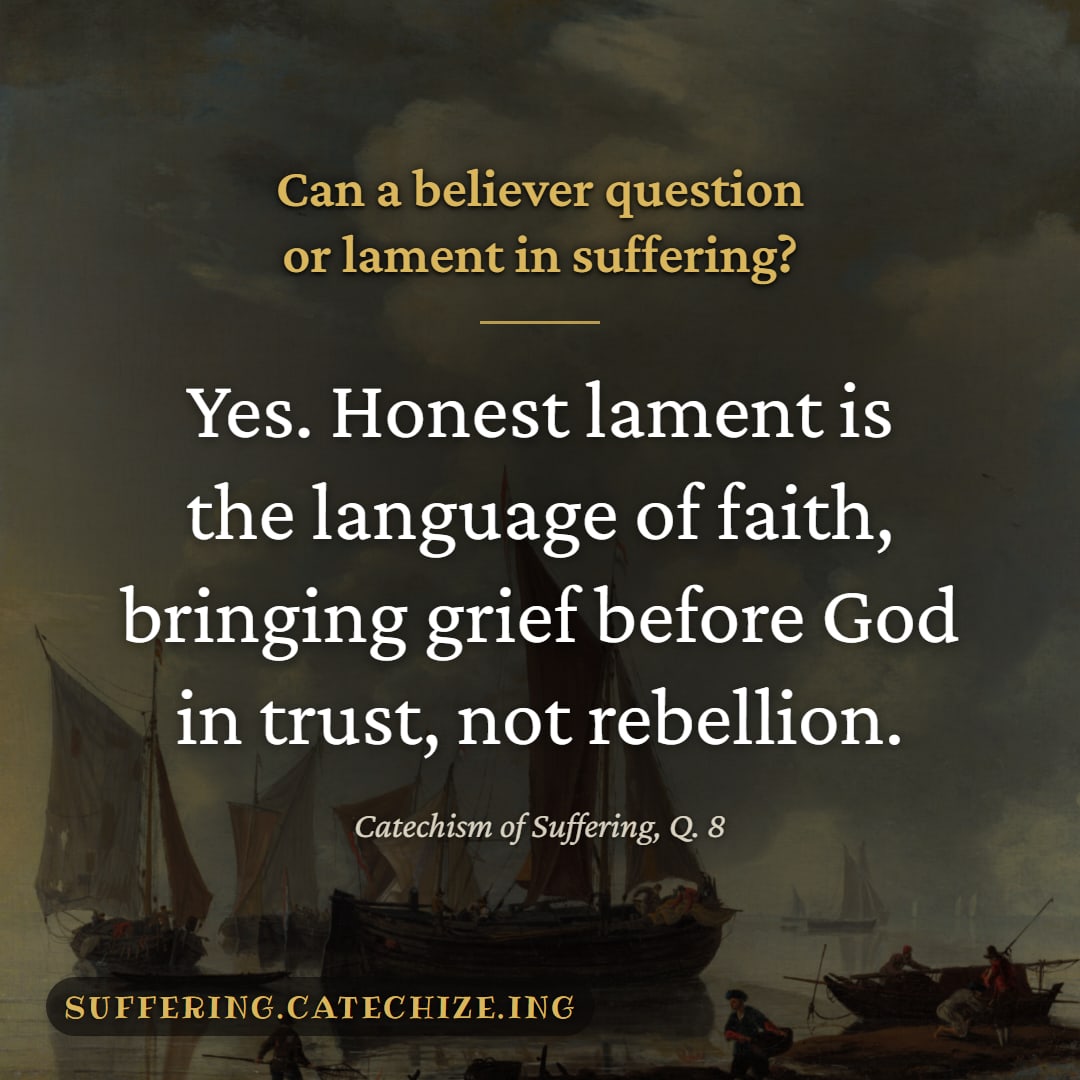 Can a believer question
or lament in suffering?
Yes. Honest lament is
the language of faith,
bringing grief before God
in trust, not rebellion.
Catechism of Suffering, Q. 8
SUFFERING.CATECHIZE.ING